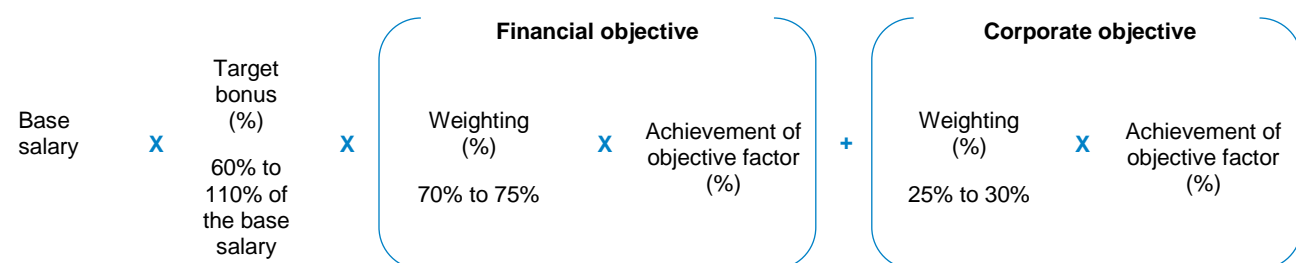 Financial objective
Corporate objective
Base
salary
X
Target
bonus
(%)
60% to
110% of
the base
salary
X
Weighting
(%)
70% to 75%
X
Achievement of
objective factor
(%)
+
Weighting
(%)
25% to 30%
X
Achievement of
objective factor
(%)